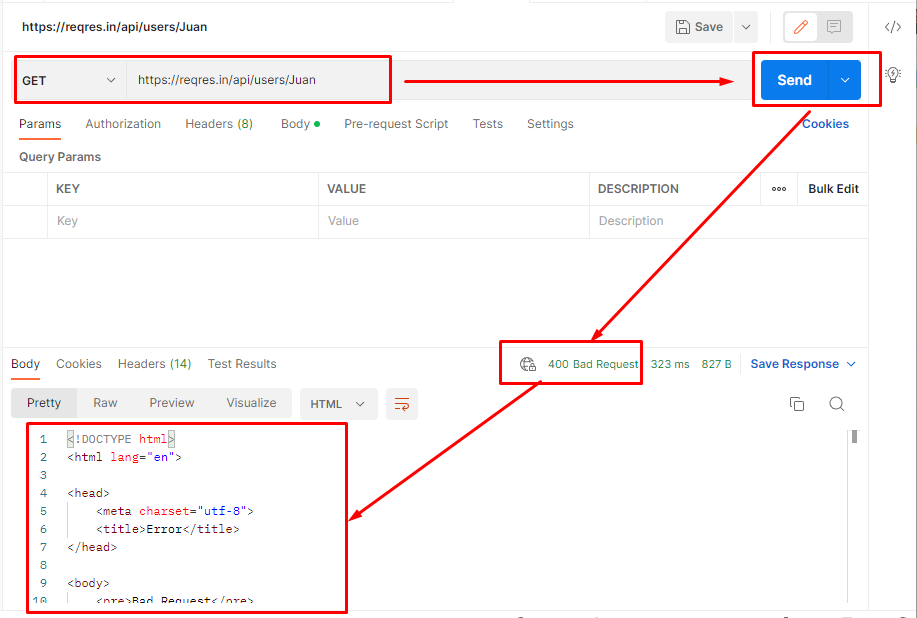 https://reqres.in/api/users/Juan
Save
</>
GET
https://reqres.in/api/users/Juan
Send
Params
Authorization
Headers (8)
Body
Pre-request Script
Tests
Settings
Cookies
Query Params
KEY
VALUE
DESCRIPTION
Bulk Edit
Key
Value
Description
Body
Cookies
Headers (14)
Test Results
400 Bad Request
323 ms
827 B
Save Response
Pretty
Raw
Preview
Visualize
HTML
1 <!DOCTYPE html>
2 <html lang="en">
3
4 <head>
5 <meta charset="utf-8">
6 <title>Error</title>
7 </head>
8
9 <body>
10 <pre>Bad Request</pre>